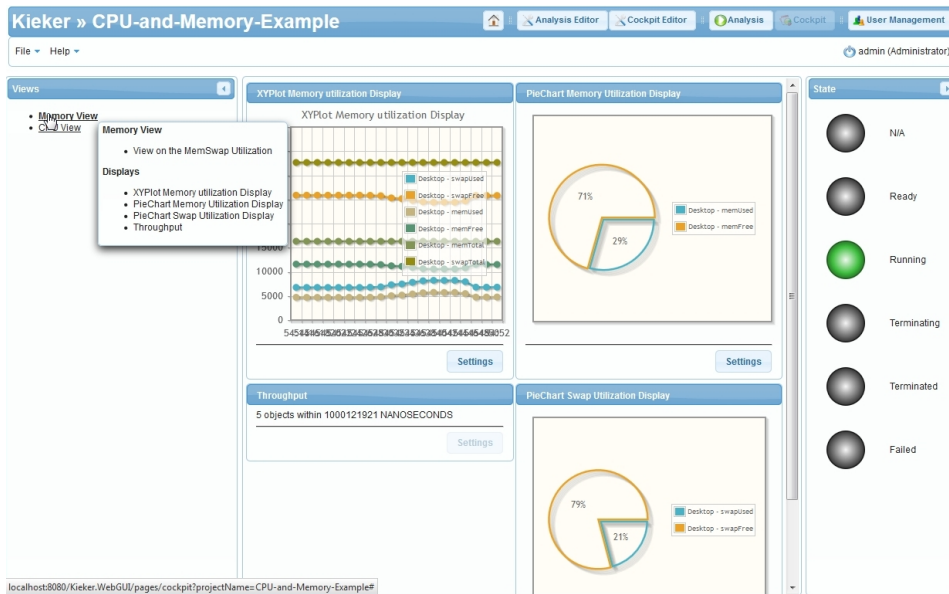 Kieker » CPU-and-Memory-Example
Analysis Editor
Cockpit Editor
Analysis
Cockpit
User Management
File
Help
admin (Administrator)
Views
Memory View
CPU View
Memory View
View on the MemSwap Utilization
Displays
XYPlot Memory utilization Display
PieChart Memory Utilization Display
PieChart Swap Utilization Display
Throughput
XYPlot Memory utilization Display
XYPlot Memory utilization Display
Desktop - swapUsed
Desktop - swapFree
Desktop - memUsed
Desktop - memFree
Desktop - memTotal
Desktop - swapTotal
15000
10000
5000
0
Settings
PieChart Memory Utilization Display
71%
29%
Desktop - memUsed
Desktop - memFree
Settings
Throughput
5 objects within 1000121921 NANOSECONDS
Settings
PieChart Swap Utilization Display
79%
21%
Desktop - swapUsed
Desktop - swapFree
State
N/A
Ready
Running
Terminating
Terminated
Failed
localhost:8080/Kieker.WebGUI/pages/cockpit?projectName=CPU-and-Memory-Example#